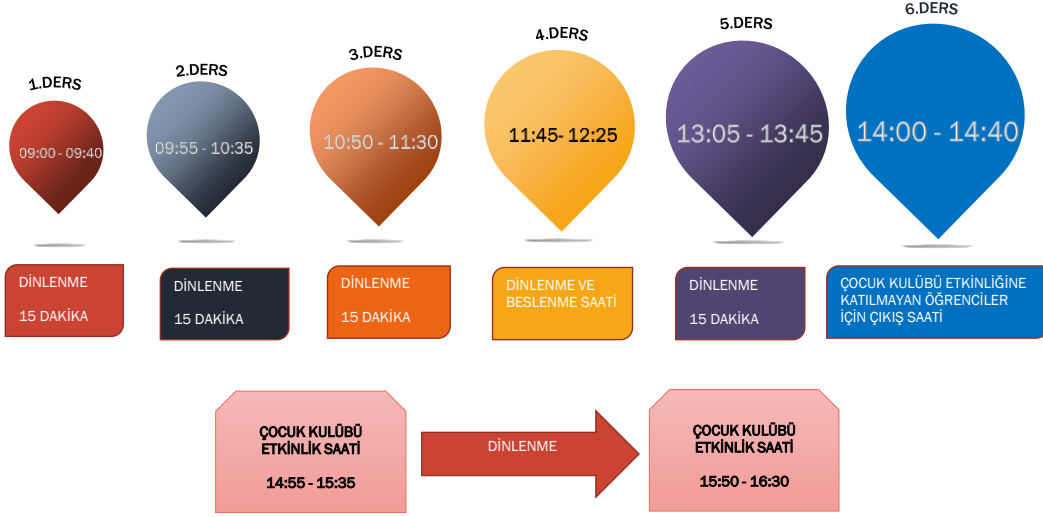 1.DERS
09:00 - 09:40
DİNLENME
15 DAKİKA
2.DERS
09:55 - 10:35
DİNLENME
15 DAKİKA
3.DERS
10:50 - 11:30
DİNLENME
15 DAKİKA
4.DERS
11:45- 12:25
DİNLENME VE
BESLENME SAATİ
5.DERS
13:05 - 13:45
DİNLENME
15 DAKİKA
6.DERS
14:00 - 14:40
ÇOCUK KULÜBÜ ETKİNLİĞİNE
KATILMAYAN ÖĞRENCİLER
İÇİN ÇIKIŞ SAATİ
ÇOCUK KULÜBÜ
ETKİNLİK SAATİ
14:55 - 15:35
DİNLENME
ÇOCUK KULÜBÜ
ETKİNLİK SAATİ
15:50 - 16:30